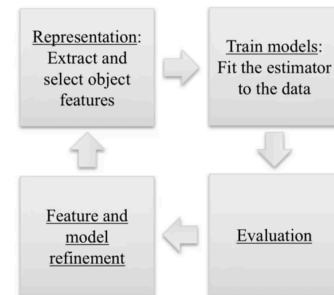 Representation:
Extract and
select object
features
Train models:
Fit the estimator
to the data
Feature and
model
refinement
Evaluation